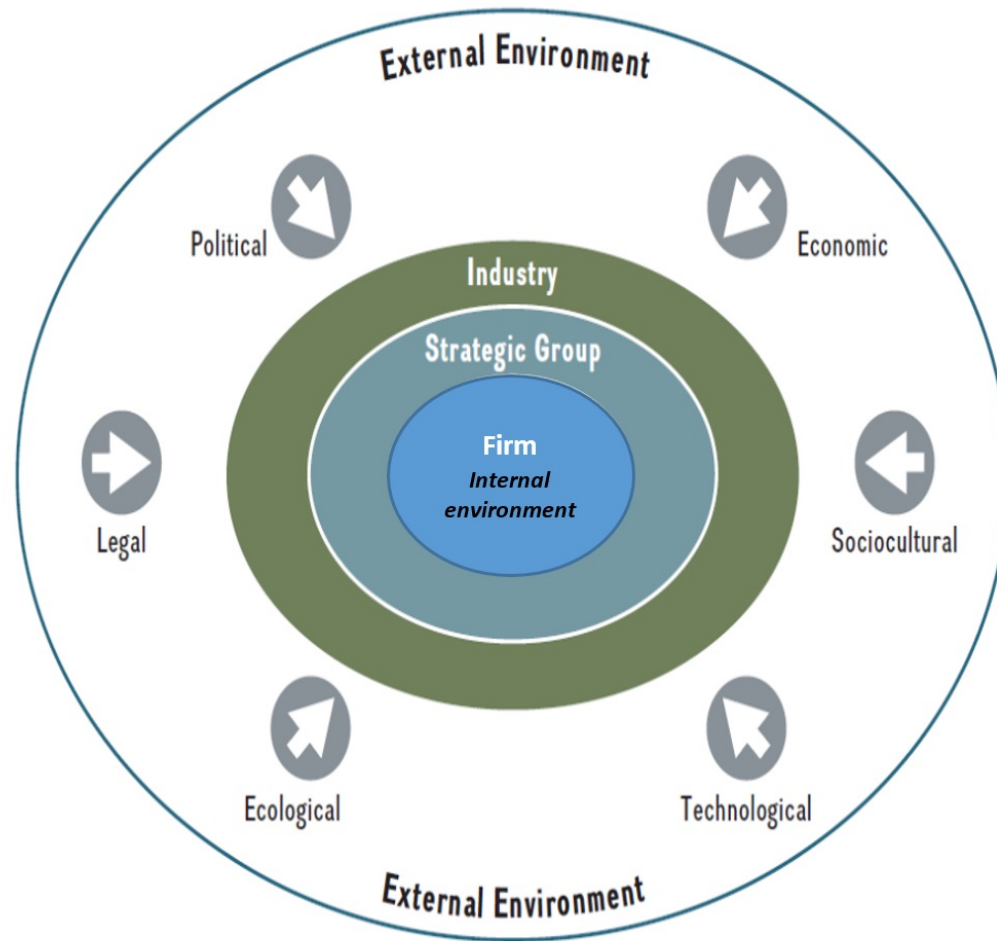 External Environment
Political
Economic
Industry
Strategic Group
Firm
Internal
environment
Legal
Sociocultural
Ecological
Technological
External Environment